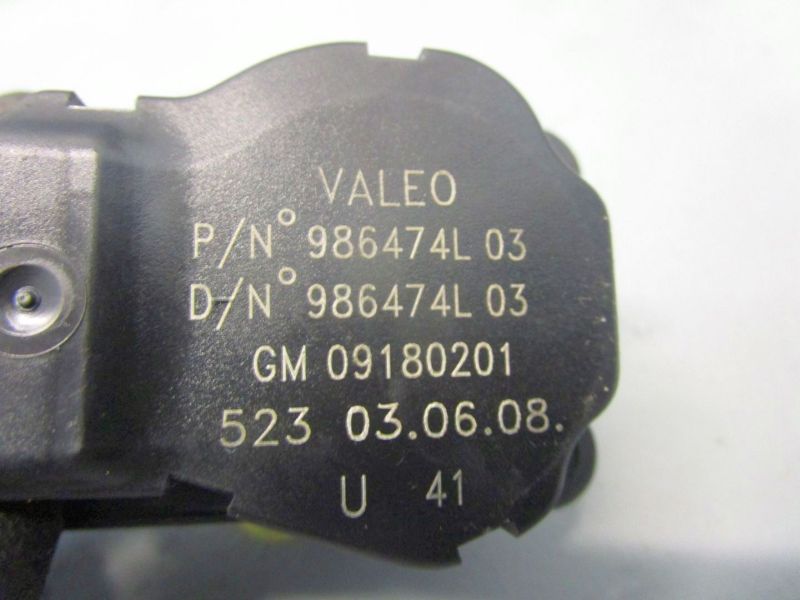 VALEO
P/N° 986474L 03
D/N° 986474L 03
GM 09180201
523 03.06.08.
U 41